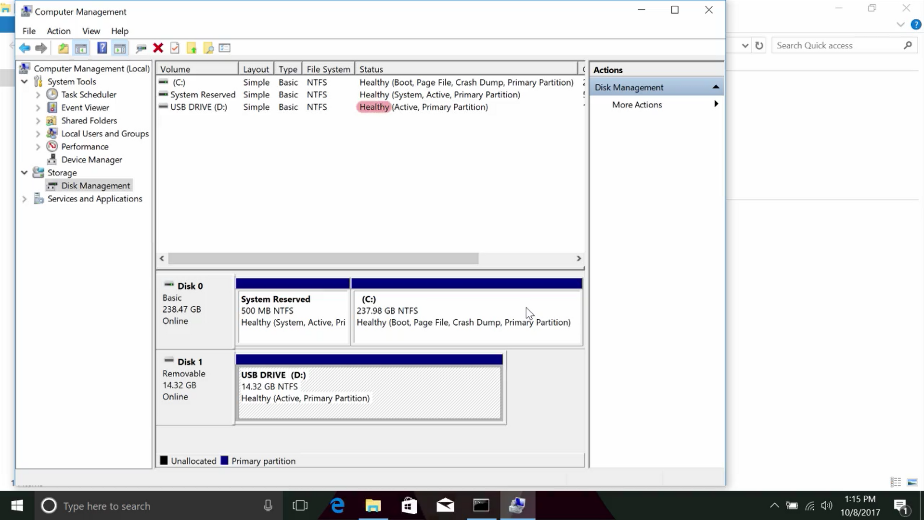 Computer Management
File Action View Help
Search Quick access
Computer Management (Local)
System Tools
Task Scheduler
Event Viewer
Shared Folders
Local Users and Groups
Performance
Device Manager
Storage
Disk Management
Services and Applications
Volume Layout Type File System Status
(C:) Simple Basic NTFS Healthy (Boot, Page File, Crash Dump, Primary Partition)
System Reserved Simple Basic NTFS Healthy (System, Active, Primary Partition)
USB DRIVE (D:) Simple Basic NTFS Healthy (Active, Primary Partition)
Actions
Disk Management
More Actions
Disk 0
Basic
238.47 GB
Online
System Reserved
500 MB NTFS
Healthy (System, Active, Pri
(C:)
237.98 GB NTFS
Healthy (Boot, Page File, Crash Dump, Primary Partition)
Disk 1
Removable
14.32 GB
Online
USB DRIVE (D:)
14.32 GB NTFS
Healthy (Active, Primary Partition)
Unallocated Primary partition
Type here to search
1:15 PM
10/8/2017